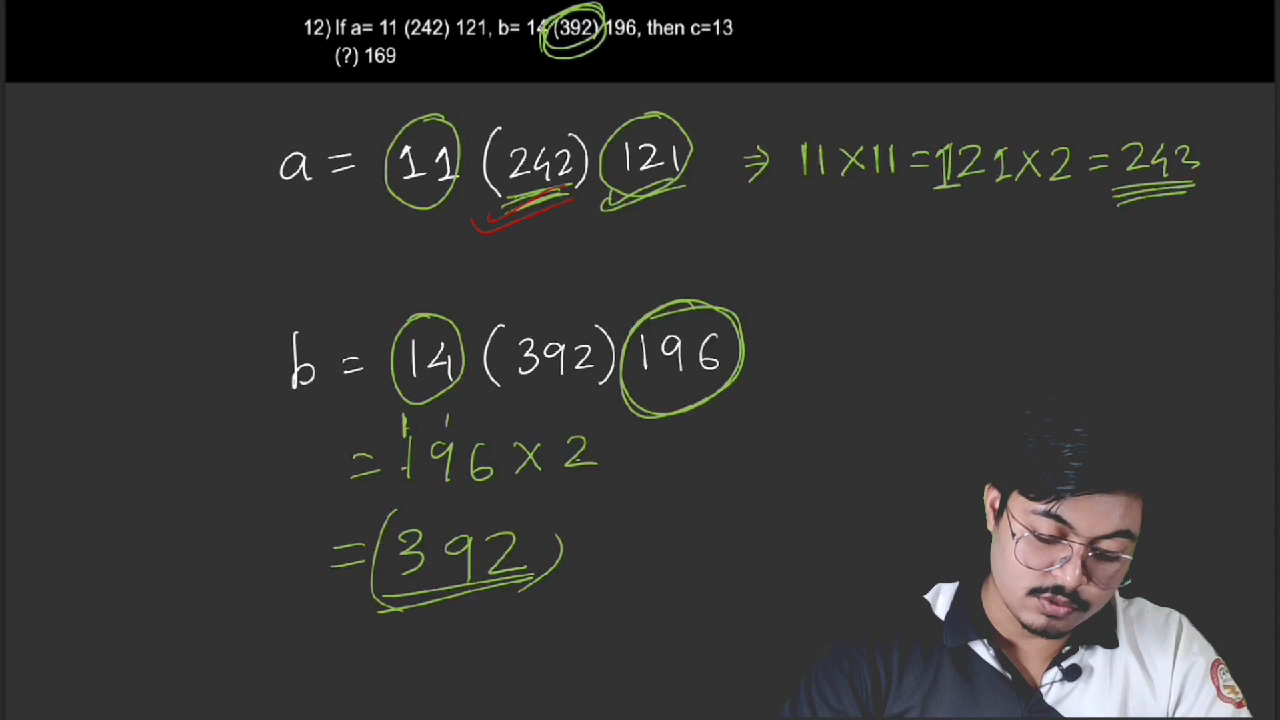 12) If a= 11 (242) 121, b= 14 (392) 196, then c=13
(?) 169
a = 11 (242) 121 ⇒ 11 X 11 = 121 X 2 = 242
b = 14 (392) 196
= 196 X 2
= (392)